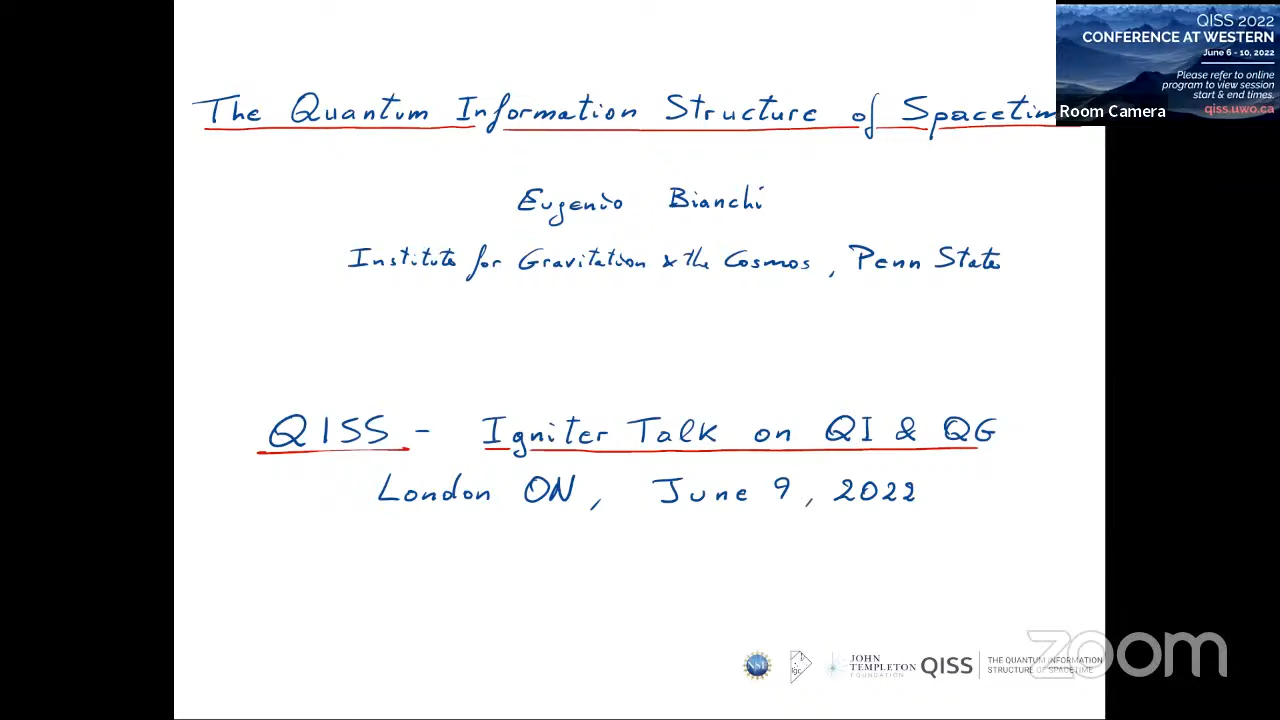 The Quantum Information Structure of Spacetim
Eugenio Bianchi
Institute for Gravitation & the Cosmos, Penn State
QISS - Igniter Talk on QI & QG
London ON, June 9, 2022
QISS 2022
CONFERENCE AT WESTERN
June 6 - 10, 2022
Please refer to online
program to view session
start & end times.
qiss.uwo.ca
Room Camera
NSF
Igc
JOHN
TEMPLETON
FOUNDATION
QISS
THE QUANTUM INFORMATION
STRUCTURE OF SPACETIME
zoom